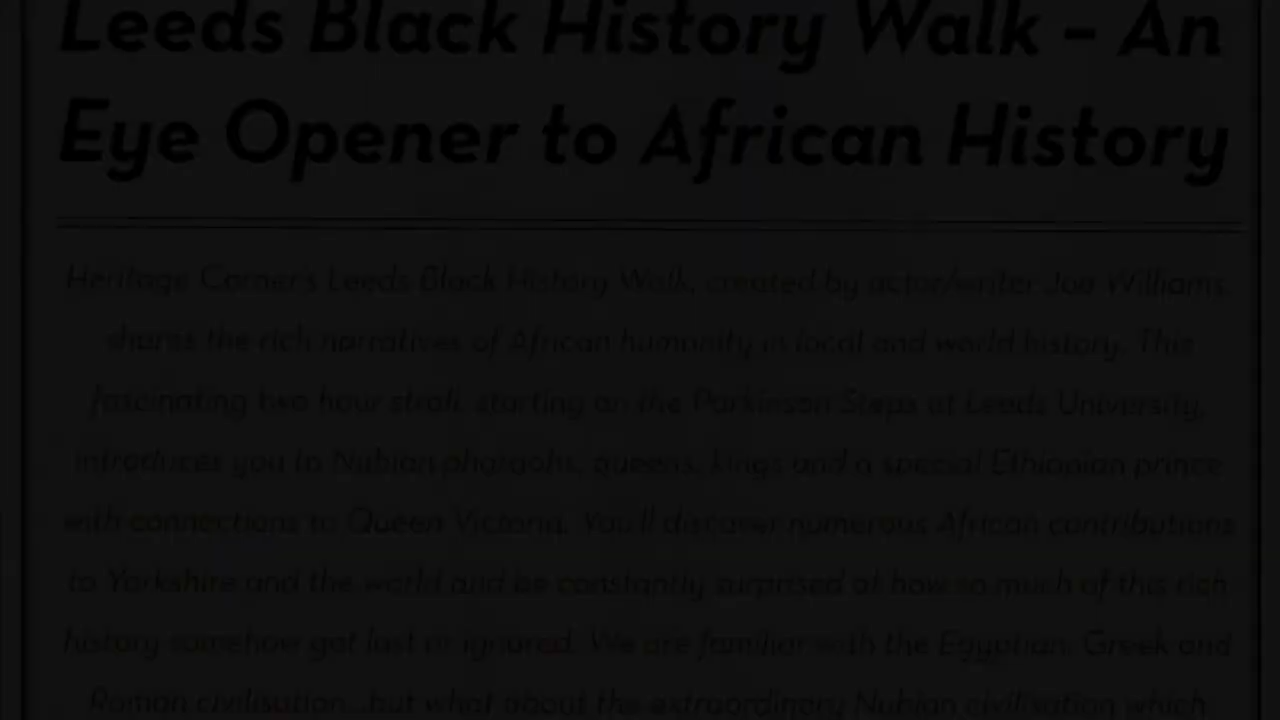 Leeds Black History Walk – An
Eye Opener to African History
Heritage Corner's Leeds Black History Walk, created by actor/writer Joe Williams,
shares the rich narratives of African humanity in local and world history. This
fascinating two hour stroll, starting on the Parkinson Steps at Leeds University,
introduces you to Nubian pharaohs, queens, kings and a special Ethiopian prince
with connections to Queen Victoria. You'll discover numerous African contributions
to Yorkshire and the world and be constantly surprised at how so much of this rich
history somehow got lost or ignored. We are familiar with the Egyptian, Greek and
Roman civilisation...but what about the extraordinary Nubian civilisation which